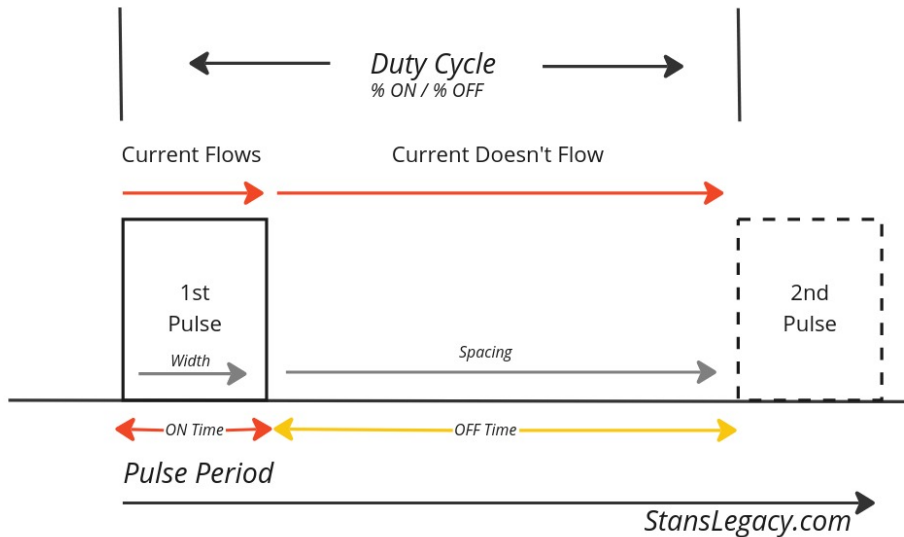 Duty Cycle
% ON / % OFF
Current Flows
Current Doesn't Flow
1st
Pulse
Width
Spacing
2nd
Pulse
ON Time
OFF Time
Pulse Period
StansLegacy.com